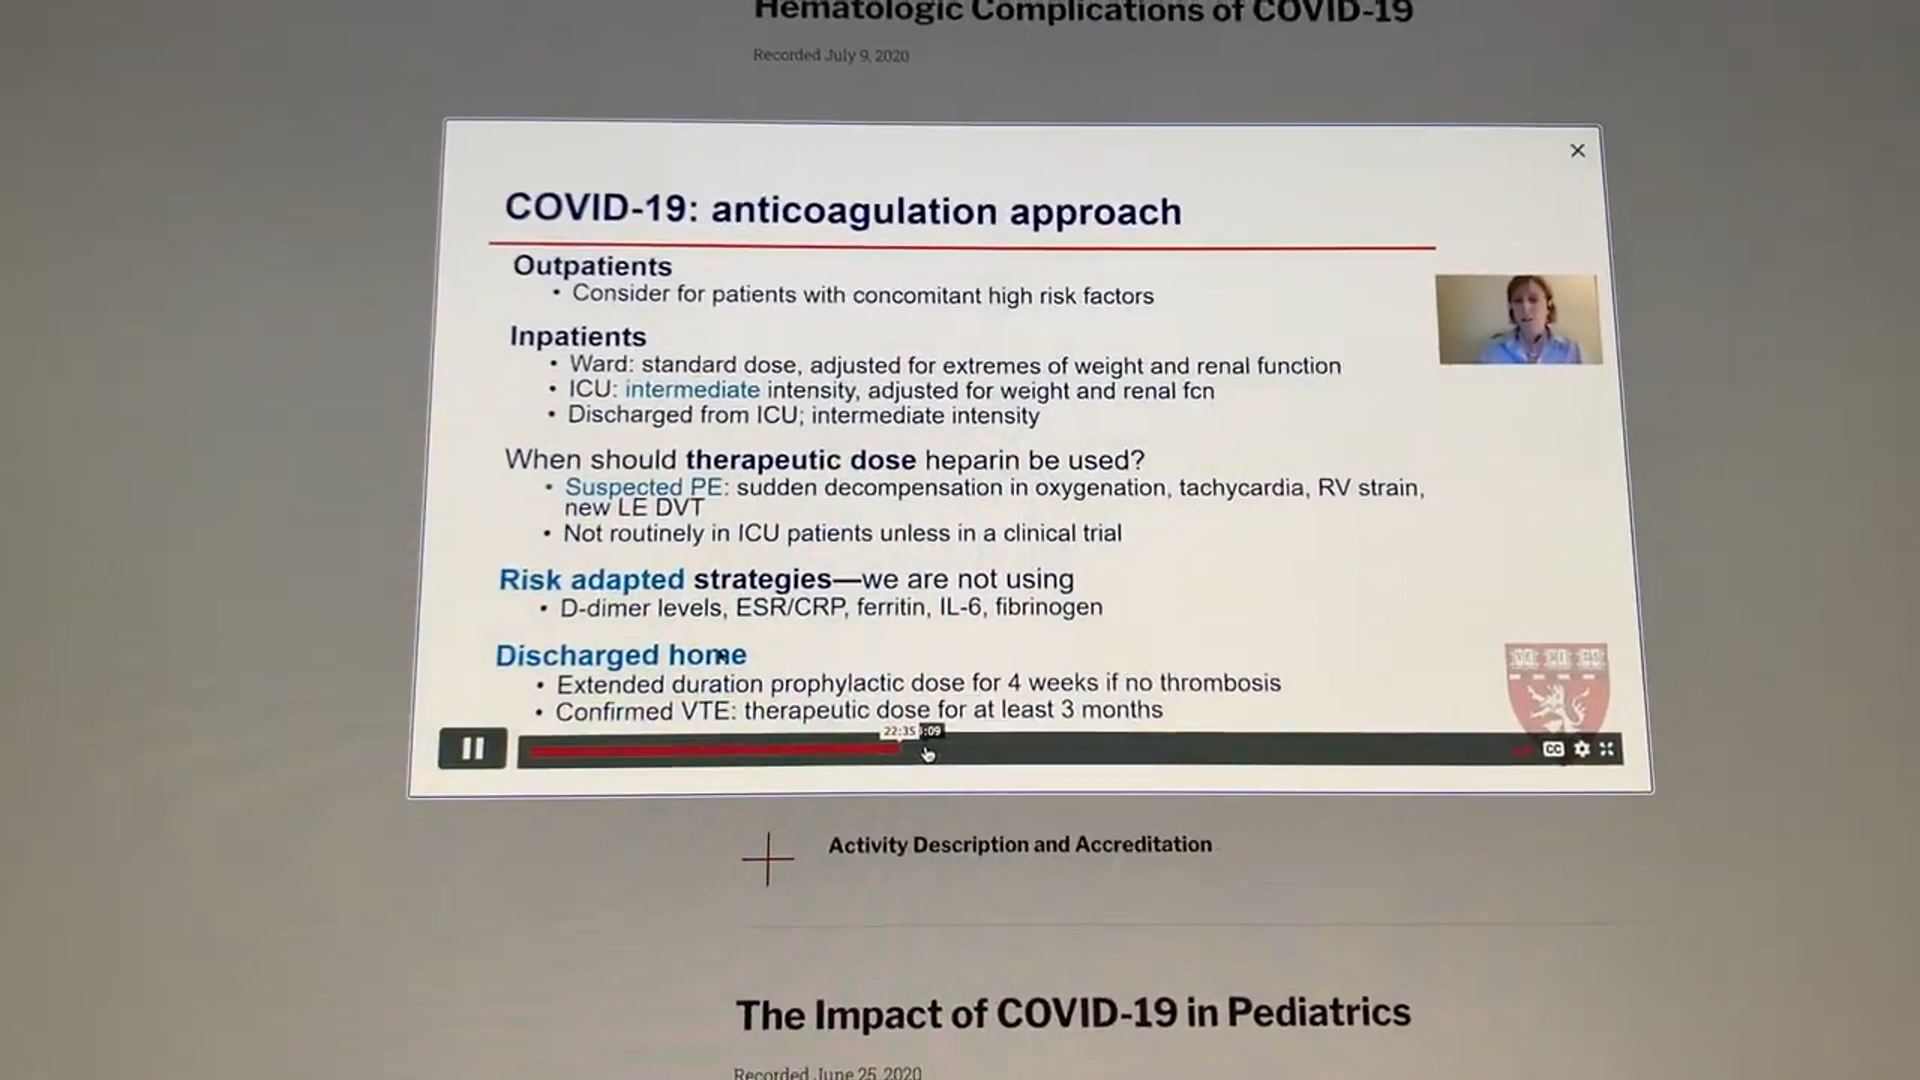 Hematologic Complications of COVID-19
Recorded July 9, 2020
COVID-19: anticoagulation approach
Outpatients
• Consider for patients with concomitant high risk factors
Inpatients
• Ward: standard dose, adjusted for extremes of weight and renal function
• ICU: intermediate intensity, adjusted for weight and renal fcn
• Discharged from ICU; intermediate intensity
When should therapeutic dose heparin be used?
• Suspected PE: sudden decompensation in oxygenation, tachycardia, RV strain,
new LE DVT
• Not routinely in ICU patients unless in a clinical trial
Risk adapted strategies—we are not using
• D-dimer levels, ESR/CRP, ferritin, IL-6, fibrinogen
Discharged home
• Extended duration prophylactic dose for 4 weeks if no thrombosis
• Confirmed VTE: therapeutic dose for at least 3 months
VE RI TAS
22:35 :09
CC
Activity Description and Accreditation
The Impact of COVID-19 in Pediatrics
Recorded June 25, 2020